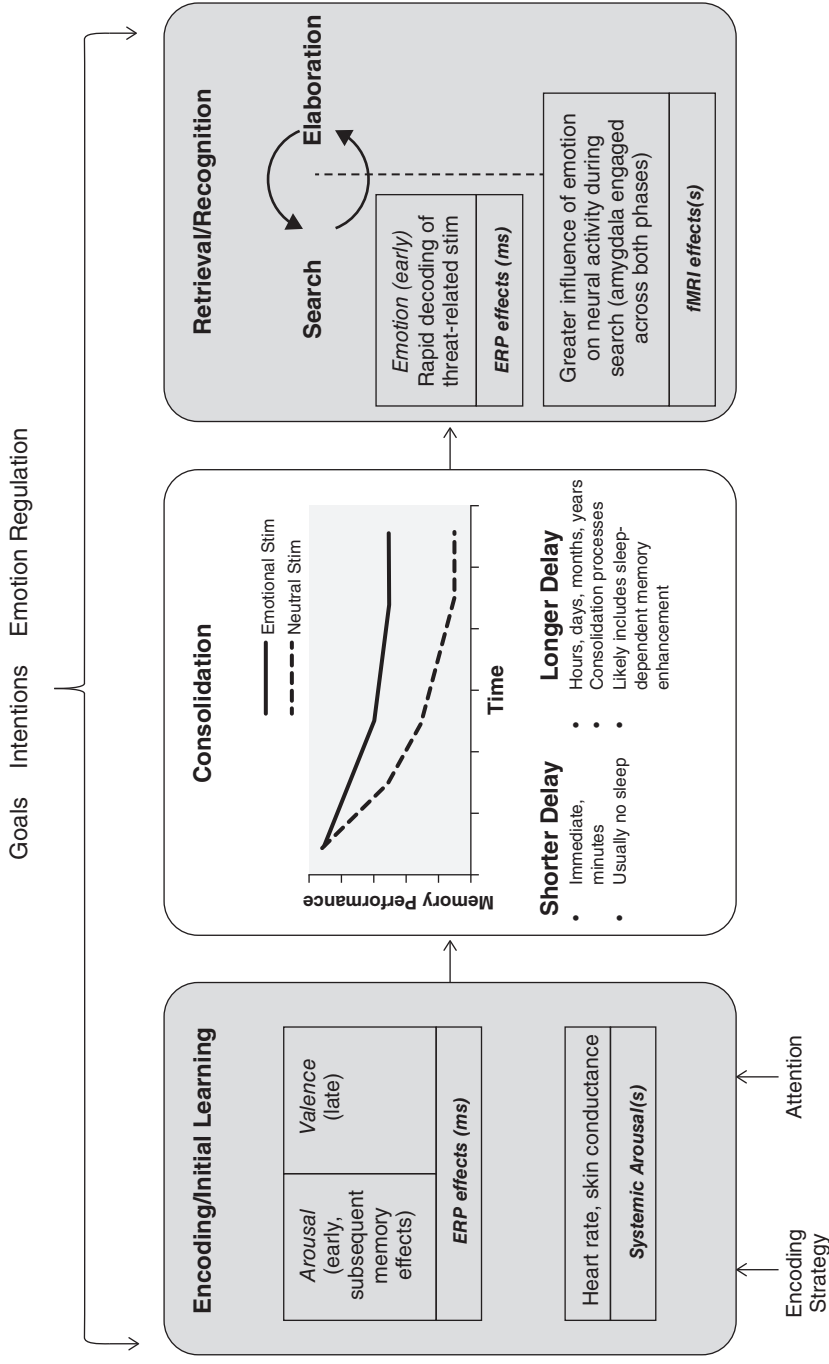 Goals Intentions Emotion Regulation
Encoding/Initial Learning
Arousal
(early,
subsequent
memory
effects)
Valence
(late)
ERP effects (ms)
Heart rate, skin conductance
Systemic Arousal(s)
Encoding
Strategy
Attention
Consolidation
Emotional Stim
Neutral Stim
Memory Performance
Time
Shorter Delay
• Immediate,
minutes
• Usually no sleep
Longer Delay
• Hours, days, months, years
• Consolidation processes
• Likely includes sleep-
dependent memory
enhancement
Retrieval/Recognition
Search
Elaboration
Emotion (early)
Rapid decoding of
threat-related stim
ERP effects (ms)
Greater influence of emotion
on neural activity during
search (amygdala engaged
across both phases)
fMRI effects(s)